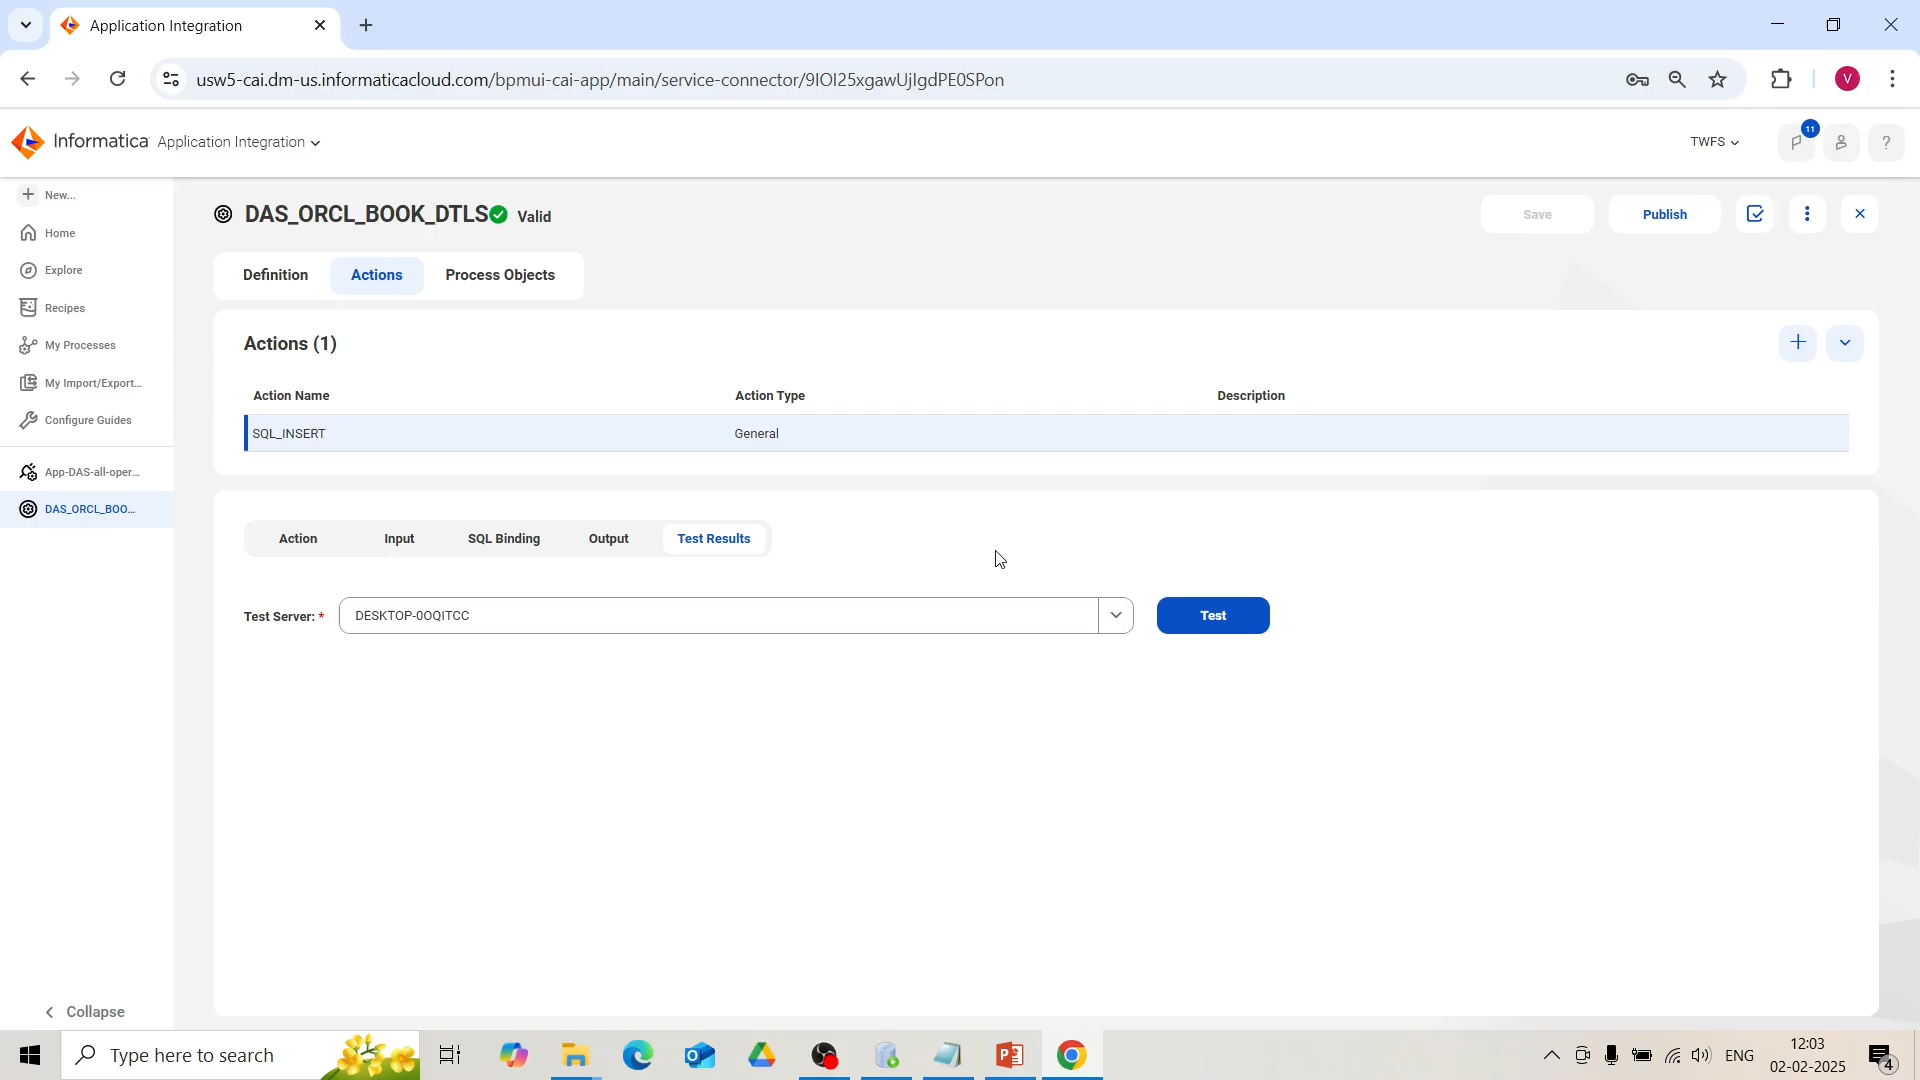 Application Integration
usw5-cai.dm-us.informaticacloud.com/bpmui-cai-app/main/service-connector/9IOI25xgawUjIgdPE0SPon
V
Informatica Application Integration
TWFS
11
?
New...
Home
Explore
Recipes
My Processes
My Import/Export...
Configure Guides
App-DAS-all-oper...
DAS_ORCL_BOO...
Collapse
DAS_ORCL_BOOK_DTLS Valid
Save
Publish
Definition
Actions
Process Objects
Actions (1)
Action Name
Action Type
Description
SQL_INSERT
General
Action
Input
SQL Binding
Output
Test Results
Test Server: *
DESKTOP-0OQITCC
Test
Type here to search
ENG
12:03
02-02-2025
4